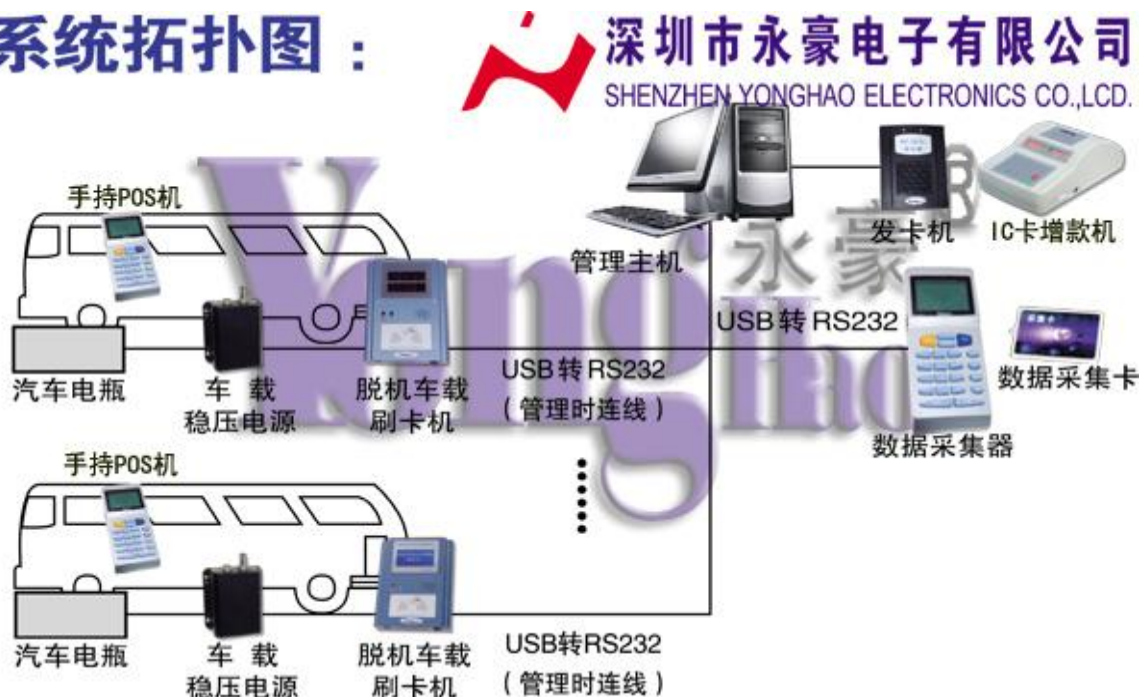 系统拓扑图：
深圳市永豪电子有限公司
SHENZHEN YONGHAO ELECTRONICS CO.,LCD.
手持POS机
管理主机
发卡机
IC卡增款机
Yonghao
永豪
R
USB转RS232
汽车电瓶
车 载
稳压电源
脱机车载
刷卡机
USB转RS232
（管理时连线）
数据采集卡
数据采集器
手持POS机
汽车电瓶
车 载
稳压电源
脱机车载
刷卡机
USB转RS232
（管理时连线）